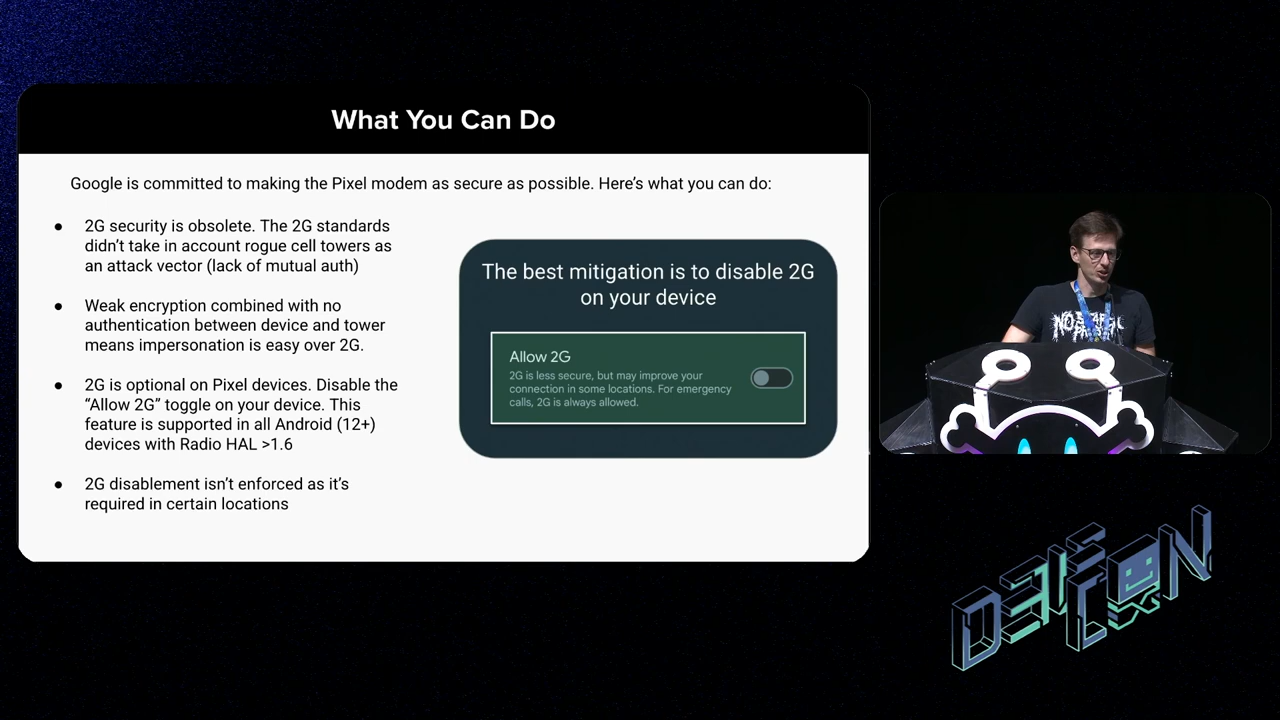 What You Can Do
Google is committed to making the Pixel modem as secure as possible. Here's what you can do:
● 2G security is obsolete. The 2G standards
didn't take in account rogue cell towers as
an attack vector (lack of mutual auth)
● Weak encryption combined with no
authentication between device and tower
means impersonation is easy over 2G.
● 2G is optional on Pixel devices. Disable the
“Allow 2G” toggle on your device. This
feature is supported in all Android (12+)
devices with Radio HAL >1.6
● 2G disablement isn't enforced as it's
required in certain locations
The best mitigation is to disable 2G
on your device
Allow 2G
2G is less secure, but may improve your
connection in some locations. For emergency
calls, 2G is always allowed.
NO STARCH
PRESS
DEF
CON